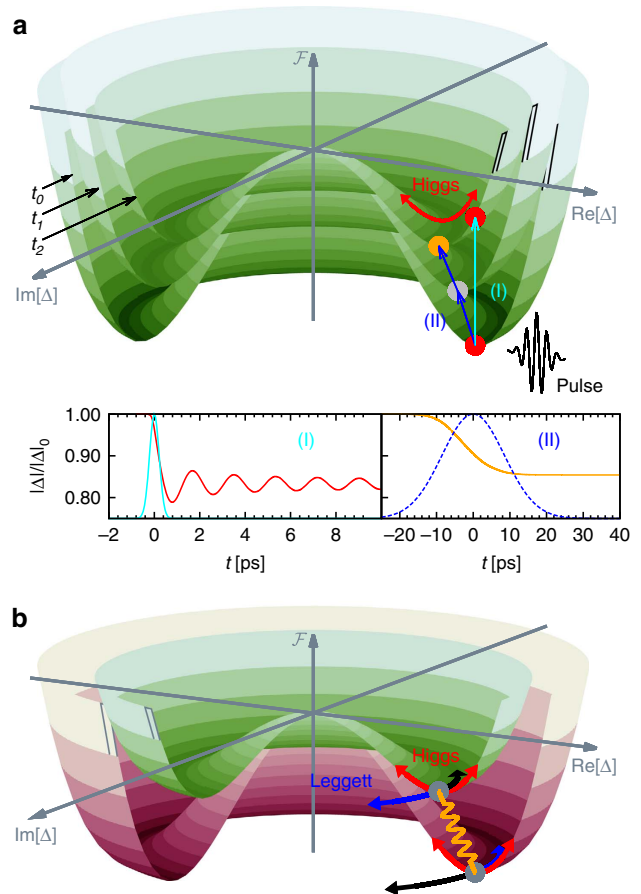 a
F
Higgs
t0
t1
t2
Re[Δ]
Im[Δ]
(I)
(II)
Pulse
|Δ|/|Δ|0
1.00
0.90
0.80
(I)
(II)
−2 0 2 4 6 8
−20 −10 0 10 20 30 40
t [ps]
t [ps]
b
F
Higgs
Leggett
Re[Δ]
Im[Δ]